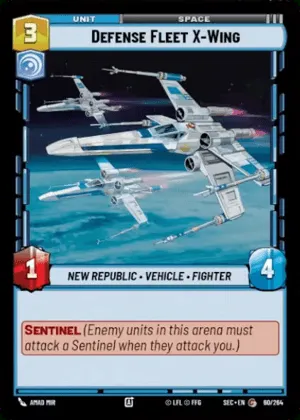 UNIT SPACE
3 DEFENSE FLEET X-WING
1 4
NEW REPUBLIC • VEHICLE • FIGHTER
SENTINEL (Enemy units in this arena must
attack a Sentinel when they attack you.)
AMAD MIR © LFL © FFG SEC • EN C 80/264